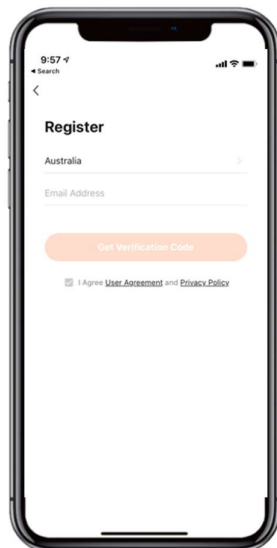 9:57
◀ Search
Register
Australia
Email Address
Get Verification Code
I Agree User Agreement and Privacy Policy